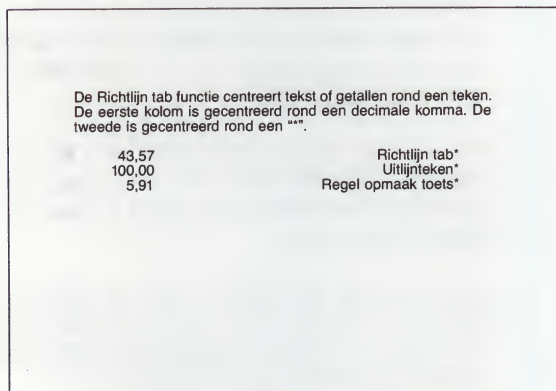 De Richtlijn tab functie centreert tekst of getallen rond een teken.
De eerste kolom is gecentreerd rond een decimale komma. De
tweede is gecentreerd rond een "*".
43,57 Richtlijn tab*
100,00 Uitlijnteken*
5,91 Regel opmaak toets*